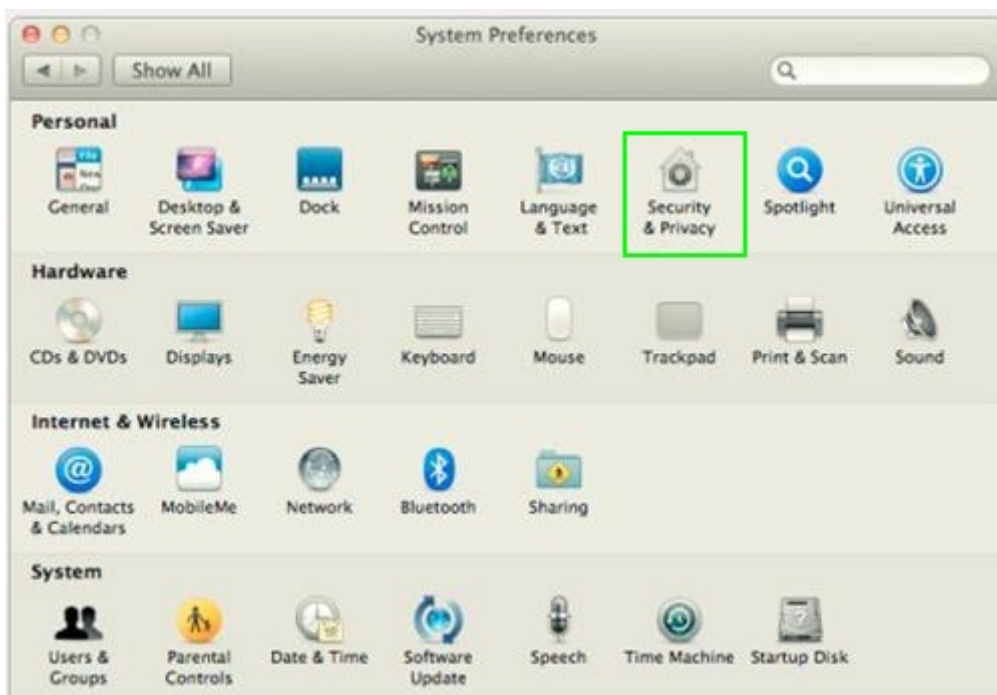 System Preferences
Show All
Personal
General
Desktop &
Screen Saver
Dock
Mission
Control
Language
& Text
Security
& Privacy
Spotlight
Universal
Access
Hardware
CDs & DVDs
Displays
Energy
Saver
Keyboard
Mouse
Trackpad
Print & Scan
Sound
Internet & Wireless
Mail, Contacts
& Calendars
MobileMe
Network
Bluetooth
Sharing
System
Users &
Groups
Parental
Controls
Date & Time
Software
Update
Speech
Time Machine
Startup Disk